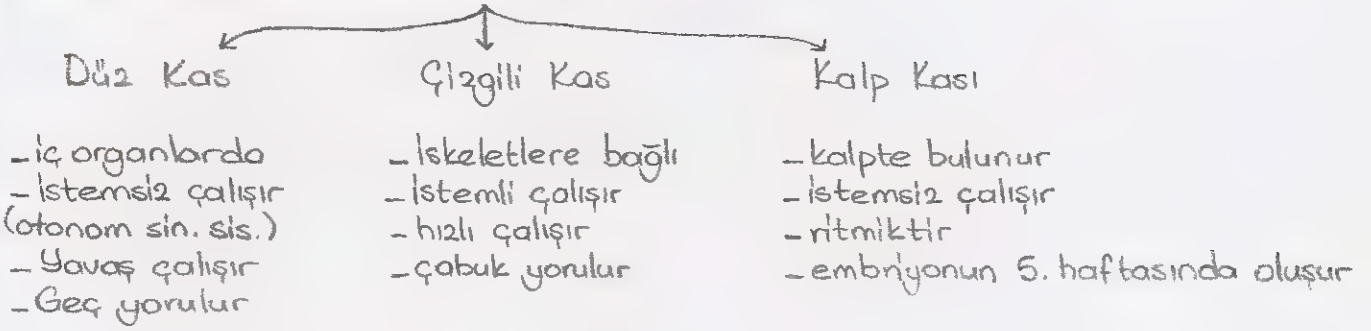 Düz Kas
- iç organlarda
- istemsiz çalışır
(otonom sin. sis.)
- Yavaş çalışır
- Geç yorulur
Çizgili Kas
- İskeletlere bağlı
- İstemli çalışır
- hızlı çalışır
- çabuk yorulur
Kalp Kası
- kalpte bulunur
- istemsiz çalışır
- ritmiktir
- embriyonun 5. haftasında oluşur